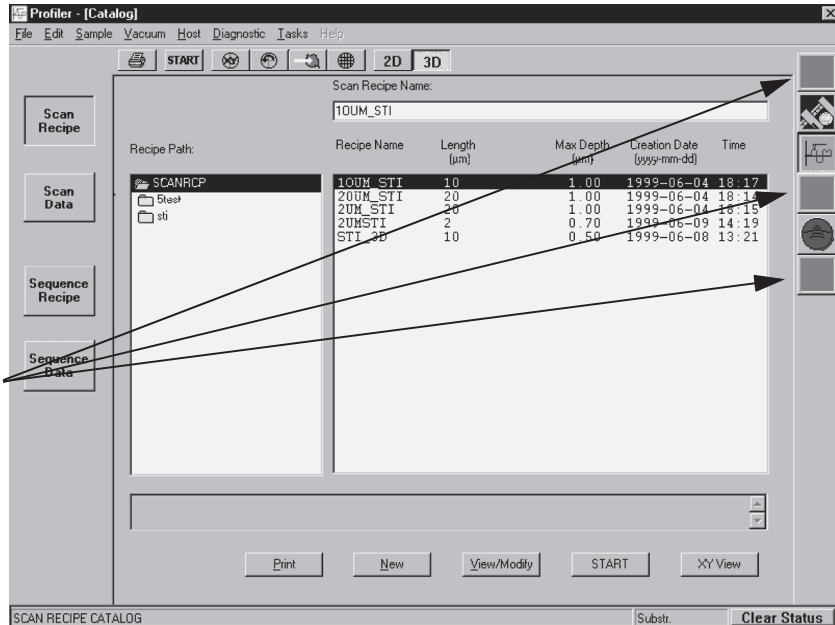 Profiler - [Catalog]
File Edit Sample Vacuum Host Diagnostic Tasks Help
START 2D 3D
Scan Recipe
Scan Data
Sequence Recipe
Sequence Data
Scan Recipe Name:
10UM_STI
Recipe Path:
SCANRCP
5test
sti
Recipe Name Length (µm) Max Depth (µm) Creation Date (yyyy-mm-dd) Time
10UM_STI 10 1.00 1999-06-04 18:17
20UM_STI 20 1.00 1999-06-04 18:14
2UM_STI 20 1.00 1999-06-04 18:15
2UMSTI 2 0.70 1999-06-09 14:19
STI_3D 10 0.50 1999-06-08 13:21
Print New View/Modify START XY View
SCAN RECIPE CATALOG Substr. Clear Status